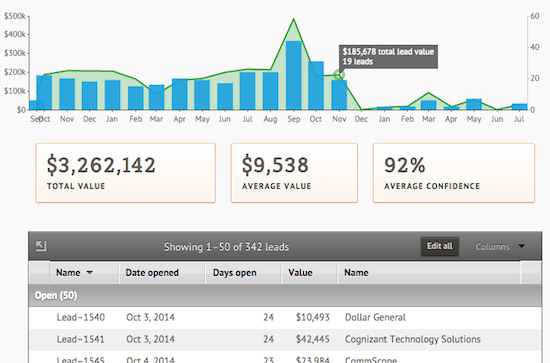 $500k 60
$400k
$300k 40
$200k
$100k 20
$0 0
$185,678 total lead value
19 leads
Sep Oct Nov Dec Jan Feb Mar Apr May Jun Jul Aug Sep Oct Nov Dec Jan Feb Mar Apr May Jun Jul
$3,262,142 $9,538 92%
TOTAL VALUE AVERAGE VALUE AVERAGE CONFIDENCE
Showing 1–50 of 342 leads Edit all Columns
Name Date opened Days open Value Name
Open (50)
Lead–1540 Oct 3, 2014 24 $10,493 Dollar General
Lead–1541 Oct 3, 2014 24 $42,445 Cognizant Technology Solutions
Lead–1545 Oct 4, 2014 23 $23,984 CommScope